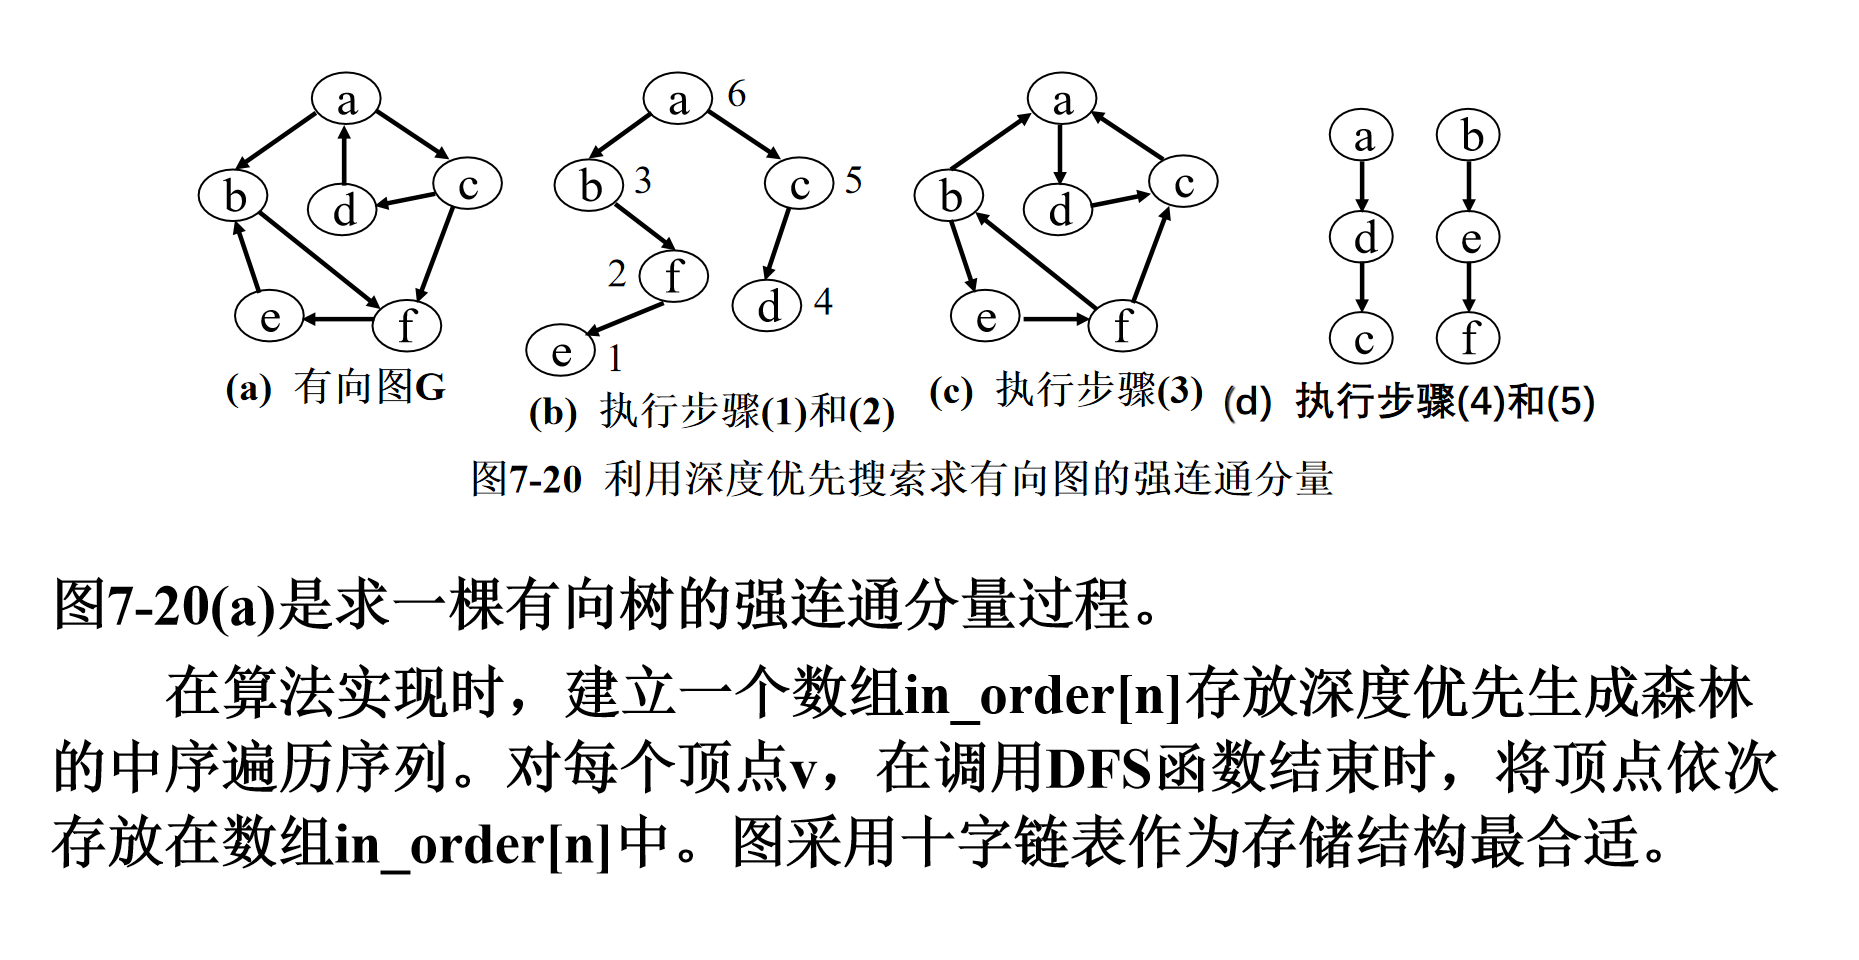 a
b
c
d
e
f
(a) 有向图G
a 6
b 3
c 5
2 f
d 4
e 1
(b) 执行步骤(1)和(2)
a
b
c
d
e
f
(c) 执行步骤(3)
a b
d e
c f
(d) 执行步骤(4)和(5)
图7-20 利用深度优先搜索求有向图的强连通分量
图7-20(a)是求一棵有向树的强连通分量过程。
在算法实现时，建立一个数组in_order[n]存放深度优先生成森林
的中序遍历序列。对每个顶点v，在调用DFS函数结束时，将顶点依次
存放在数组in_order[n]中。图采用十字链表作为存储结构最合适。